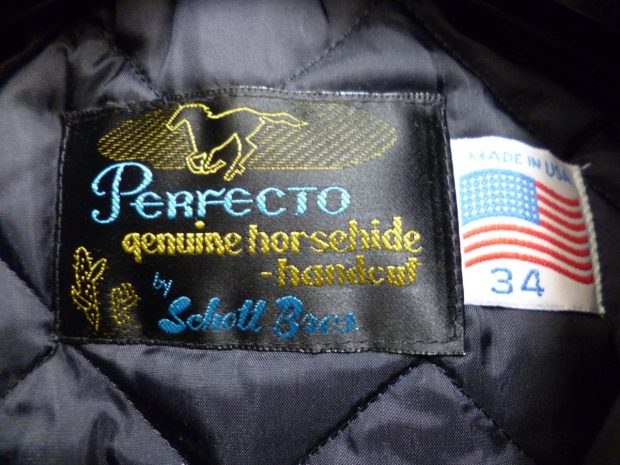 PERFECTO
genuine horsehide
-handcut
by
Schott Bros
MADE IN USA
34